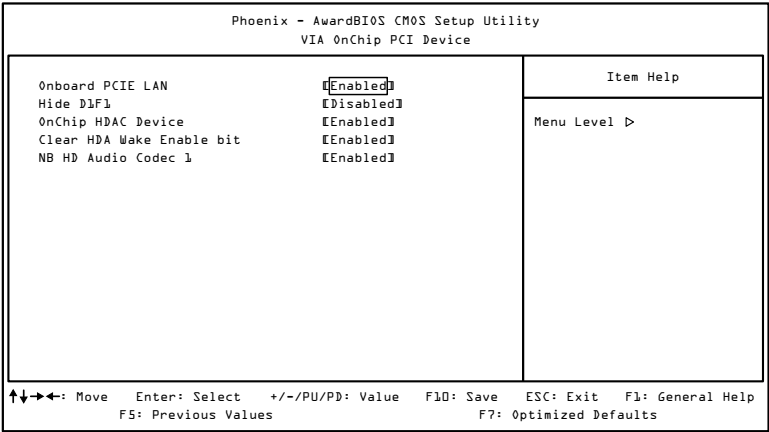 Phoenix - AwardBIOS CMOS Setup Utility
VIA OnChip PCI Device
Onboard PCIE LAN [Enabled]
Hide D1F1 [Disabled]
OnChip HDAC Device [Enabled]
Clear HDA Wake Enable bit [Enabled]
NB HD Audio Codec 1 [Enabled]
Item Help
Menu Level ▷
↑↓→←: Move Enter: Select +/-/PU/PD: Value F10: Save ESC: Exit F1: General Help
F5: Previous Values F7: Optimized Defaults